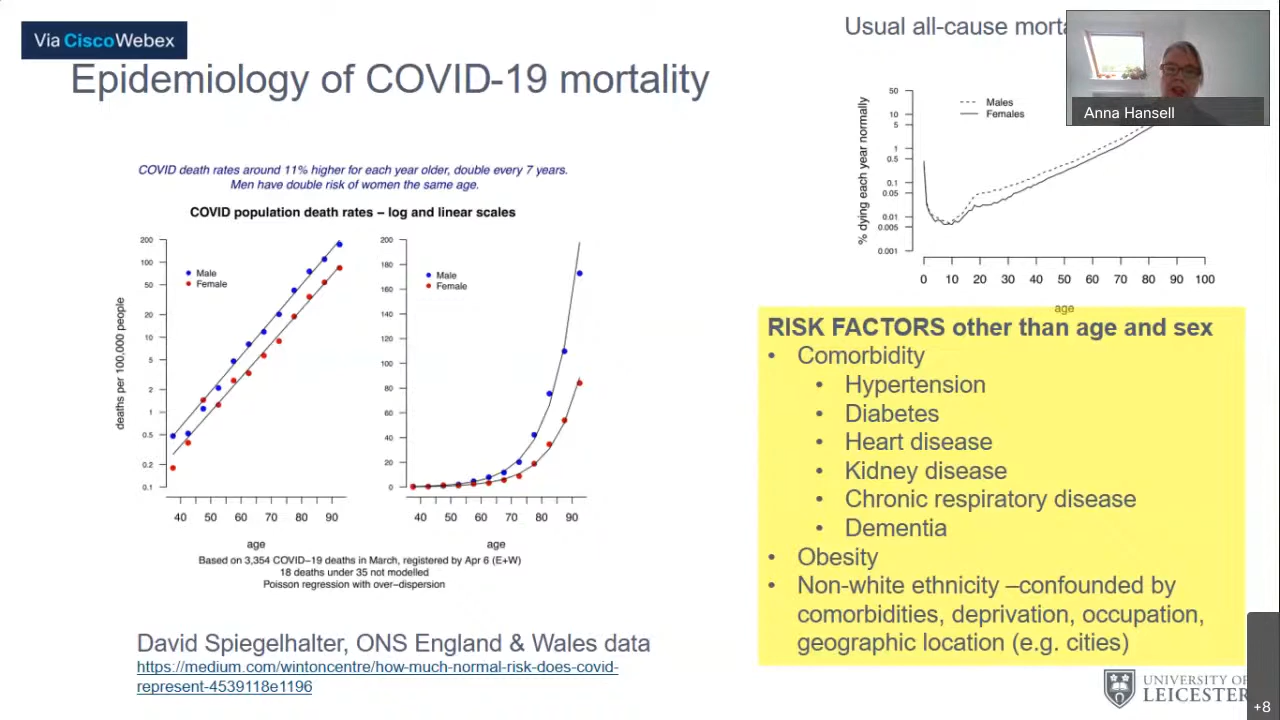 Via Cisco Webex
Usual all-cause
Epidemiology of COVID-19 mortality
Anna Hansell
COVID death rates around 11% higher for each year older, double every 7 years.
Men have double risk of women the same age.
COVID population death rates – log and linear scales
deaths per 100,000 people
200
100
50
20
10
5
2
1
0.5
0.2
0.1
Male
Female
40 50 60 70 80 90
age
200
180
160
140
120
100
80
60
40
20
0
Male
Female
40 50 60 70 80 90
age
Based on 3,354 COVID–19 deaths in March, registered by Apr 6 (E+W)
18 deaths under 35 not modelled
Poisson regression with over–dispersion
David Spiegelhalter, ONS England & Wales data
https://medium.com/wintoncentre/how-much-normal-risk-does-covid-
represent-4539118e1196
% dying each year normally
50
10
5
1
0.5
0.1
0.05
0.01
0.005
0.001
Males
Females
0 10 20 30 40 50 60 70 80 90 100
age
RISK FACTORS other than age and sex
• Comorbidity
• Hypertension
• Diabetes
• Heart disease
• Kidney disease
• Chronic respiratory disease
• Dementia
• Obesity
• Non-white ethnicity –confounded by
comorbidities, deprivation, occupation,
geographic location (e.g. cities)
UNIVERSITY OF
LEICESTER
+8